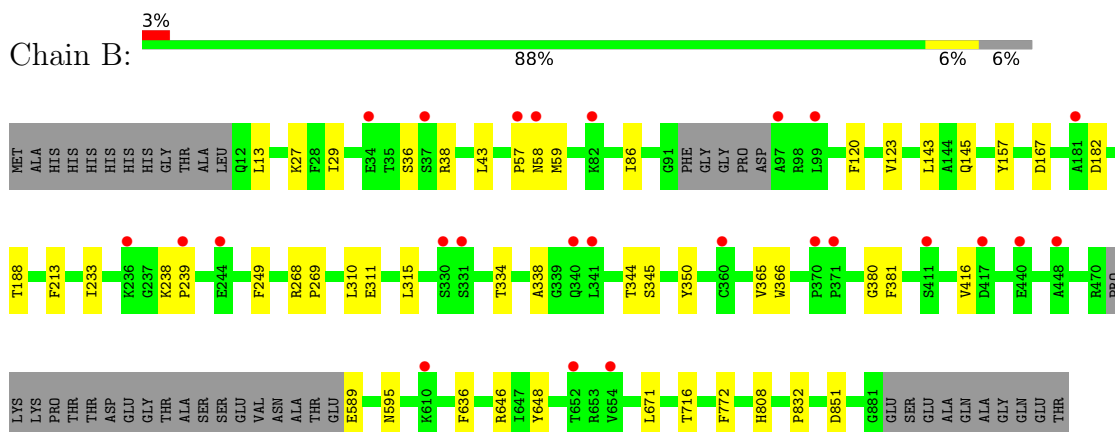 3%
Chain B:
88% 6% 6%
MET ALA HIS HIS HIS HIS HIS HIS GLY THR ALA LEU Q12 L13 K27 F28 I29 E34 T35 S36 S37 R38 L43 P57 N58 M59 K82 I86 G91 PHE GLY GLY PRO ASP A97 R98 L99 F120 V123 L143 A144 Q145 Y157 D167 A181 D182
T188 F213 I233 K236 G237 K238 P239 E244 F249 R268 P269 L310 E311 L315 S330 S331 T334 A338 G339 Q340 L341 T344 S345 Y350 C360 V365 W366 P370 P371 G380 F381 S411 V416 D417 E440 A448 R470 PRO
LYS LYS PRO THR THR ASP GLU GLY THR ALA SER SER GLU VAL ASN ALA THR GLU E589 N595 K610 F636 R646 I647 Y648 T652 R653 V654 L671 T716 F772 H808 P832 D851 G881 GLU SER GLU ALA GLN ALA GLY GLN GLU THR